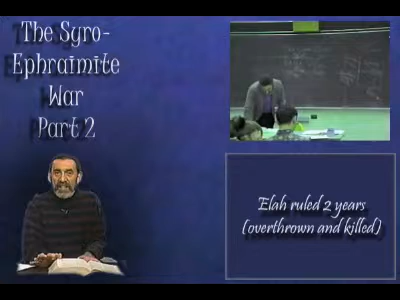 The Syro-
Ephraimite
War
Part 2
Elah ruled 2 years
(overthrown and killed)